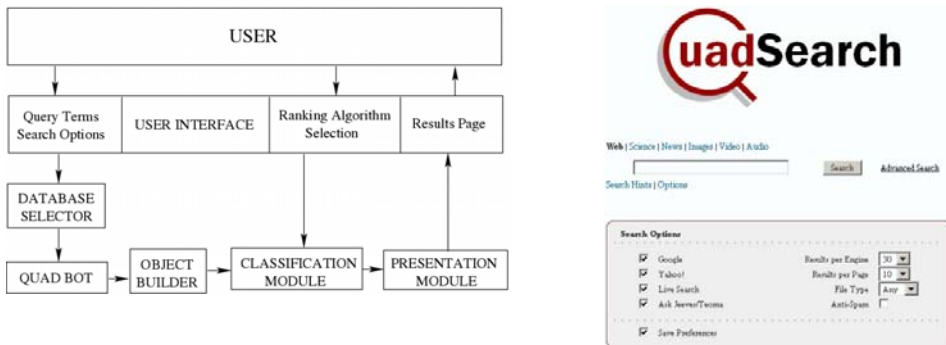 USER
Query Terms
Search Options
USER INTERFACE
Ranking Algorithm
Selection
Results Page
DATABASE
SELECTOR
QUAD BOT
OBJECT
BUILDER
CLASSIFICATION
MODULE
PRESENTATION
MODULE
QuadSearch
Web | Science | News | Images | Video | Audio
Search Advanced Search
Search Hints | Options
Search Options
Google Results per Engine 30
Yahoo! Results per Page 10
Live Search File Type Any
Ask Jeeves/Teoma Anti-Spam
Save Preferences